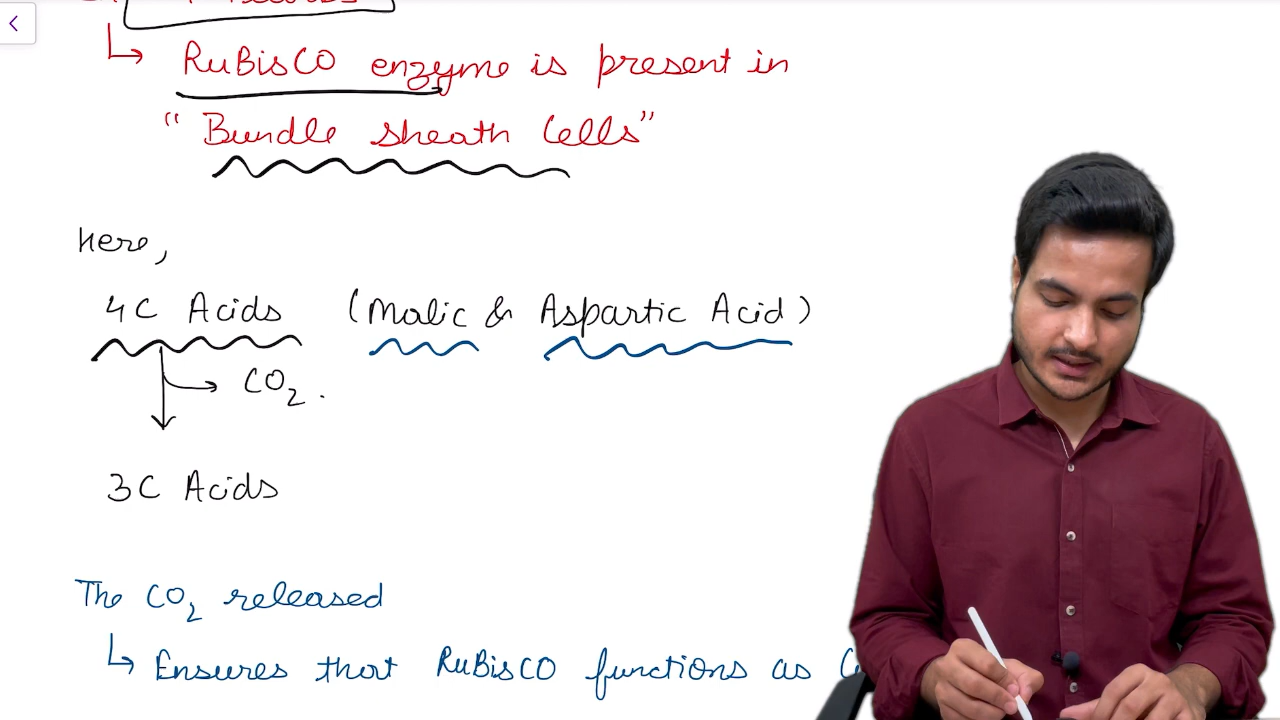 RuBisCO enzyme is present in
"Bundle sheath Cells"
here,
4C Acids (Malic & Aspartic Acid)
CO2.
3C Acids
The CO2 released
Ensures that RuBisCO functions as